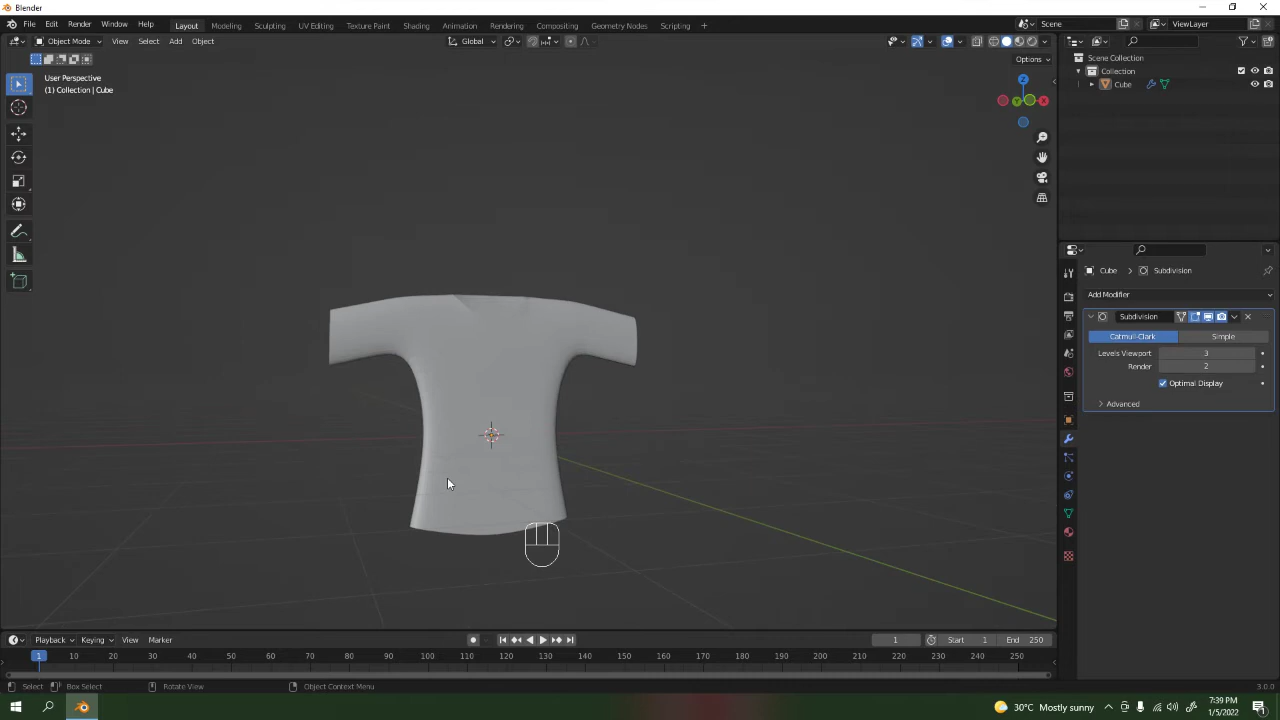 Blender
File Edit Render Window Help Layout Modeling Sculpting UV Editing Texture Paint Shading Animation Rendering Compositing Geometry Nodes Scripting + Scene ViewLayer
Object Mode View Select Add Object Global
Options
User Perspective
(1) Collection | Cube
Z
Y
X
Scene Collection
Collection
Cube
Cube > Subdivision
Add Modifier
Subdivision
Catmull-Clark Simple
Levels Viewport 3
Render 2
Optimal Display
Advanced
Playback Keying View Marker 1 Start 1 End 250
1 10 20 30 40 50 60 70 80 90 100 110 120 130 140 150 160 170 180 190 200 210 220 230 240 250
Select Box Select Rotate View Object Context Menu 3.0.0
30°C Mostly sunny 7:39 PM
1/5/2022